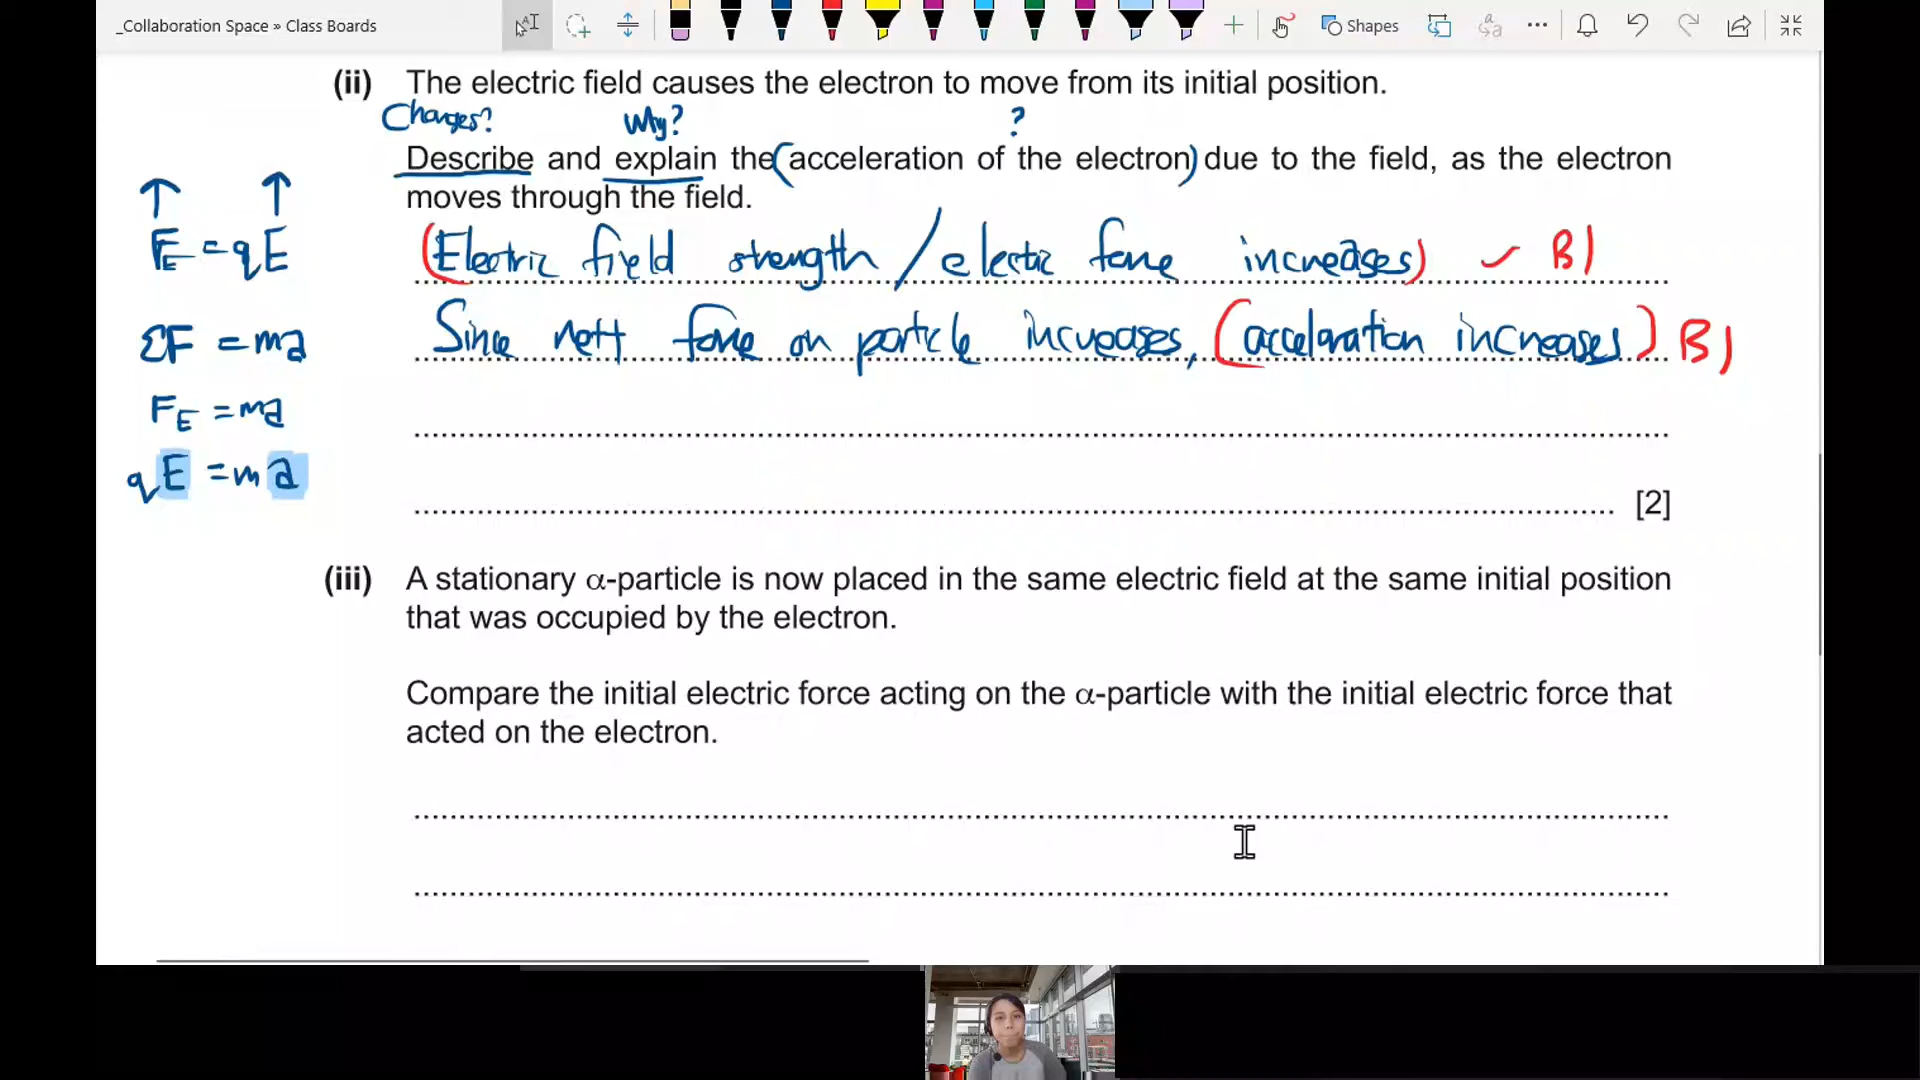 _Collaboration Space » Class Boards
Shapes
(ii) The electric field causes the electron to move from its initial position.
Changes? Why? ?
Describe and explain the (acceleration of the electron) due to the field, as the electron
moves through the field.
↑ ↑
F_E = qE
(Electric field strength / electric force increases) ✓ B1
ΣF = ma
Since nett force on particle increases, (acceleration increases) B1
F_E = ma
qE = ma
[2]
(iii) A stationary α-particle is now placed in the same electric field at the same initial position
that was occupied by the electron.
Compare the initial electric force acting on the α-particle with the initial electric force that
acted on the electron.